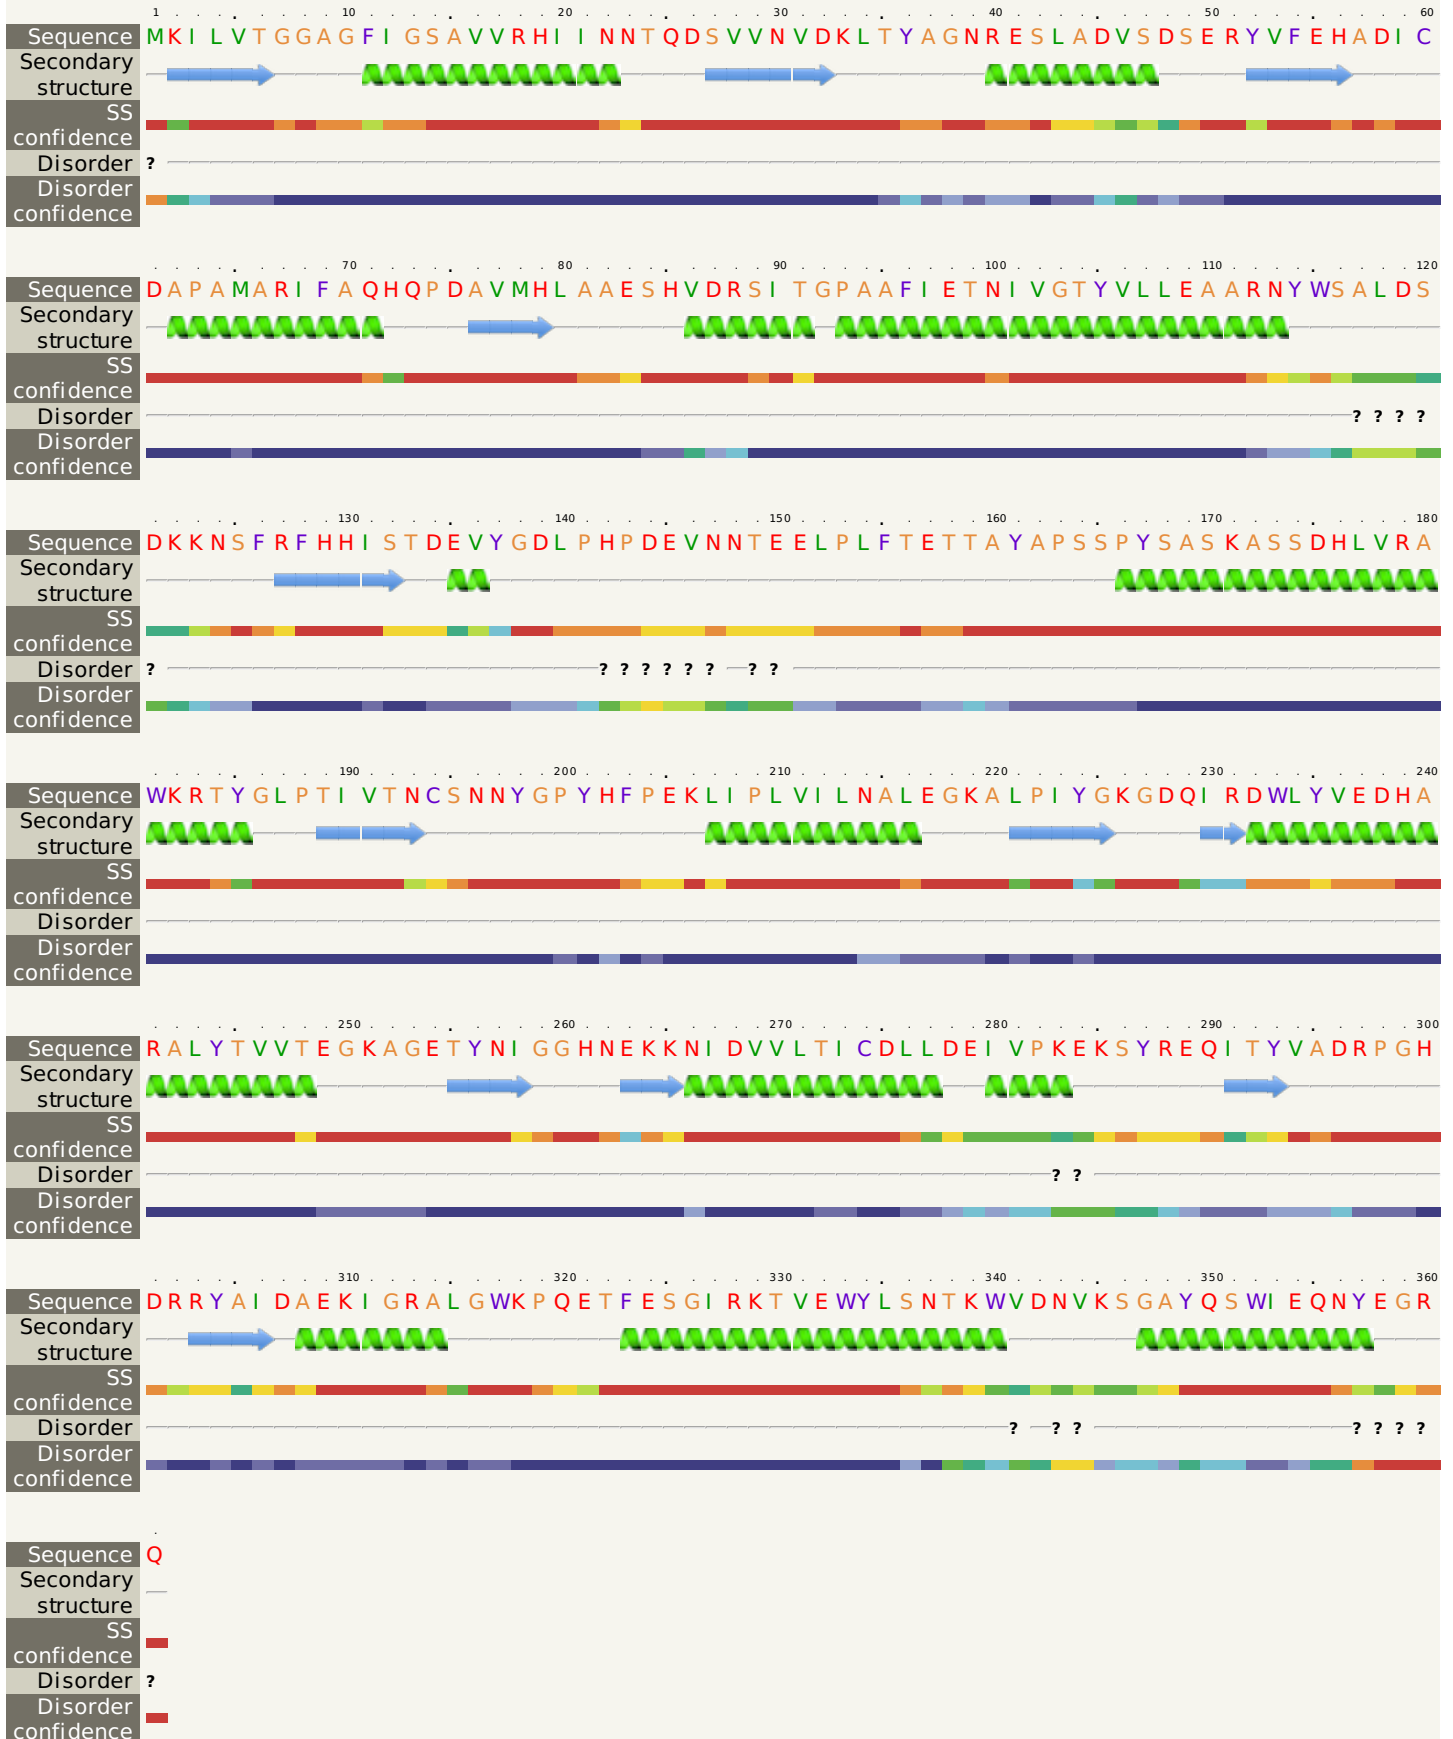 1 . . . . . . . . 10 . . . . . . . . . 20 . . . . . . . . . 30 . . . . . . . . . 40 . . . . . . . . . 50 . . . . . . . . . 60
Sequence MKILVTGGAGFIGSAVVRHIINNTQDSVVNVDKLTYAGNRESLADVSDSERYVFEHADIC
Secondary
structure
SS
confidence
Disorder ?
Disorder
confidence
. . . . . . . . . 70 . . . . . . . . . 80 . . . . . . . . . 90 . . . . . . . . . 100 . . . . . . . . . 110 . . . . . . . . . 120
Sequence DAPAMARIFAQHQPDAVMHLAAESHVDRSITGPAAFIETNIVGTYVLLEAARNYWSALDS
Secondary
structure
SS
confidence
Disorder ? ? ? ?
Disorder
confidence
. . . . . . . . . 130 . . . . . . . . . 140 . . . . . . . . . 150 . . . . . . . . . 160 . . . . . . . . . 170 . . . . . . . . . 180
Sequence DKKNSFRFHHISTDEVYGDLPHPDEVNNTEELPLFTETTAYAPSSPYSASKASSDHLVRA
Secondary
structure
SS
confidence
Disorder ? ? ? ? ? ? ? ? ?
Disorder
confidence
. . . . . . . . . 190 . . . . . . . . . 200 . . . . . . . . . 210 . . . . . . . . . 220 . . . . . . . . . 230 . . . . . . . . . 240
Sequence WKRTYGLPTIVTNCSNNYGPYHFPEKLIPLVILNALEGKALPIYGKGDQIRDWLYVEDHA
Secondary
structure
SS
confidence
Disorder
Disorder
confidence
. . . . . . . . . 250 . . . . . . . . . 260 . . . . . . . . . 270 . . . . . . . . . 280 . . . . . . . . . 290 . . . . . . . . . 300
Sequence RALYTVVTEGKAGETYNIGGHNEKKNIDVVLTICDLLDEIVPKEKSYREQITYVADRPGH
Secondary
structure
SS
confidence
Disorder ? ?
Disorder
confidence
. . . . . . . . . 310 . . . . . . . . . 320 . . . . . . . . . 330 . . . . . . . . . 340 . . . . . . . . . 350 . . . . . . . . . 360
Sequence DRRYAIDAEKIGRALGWKPQETFESGIRKTVEWYLSNTKWVDNVKSGAYQSWIEQNYEGR
Secondary
structure
SS
confidence
Disorder ? ? ? ? ? ? ?
Disorder
confidence
.
Sequence Q
Secondary
structure
SS
confidence
Disorder ?
Disorder
confidence